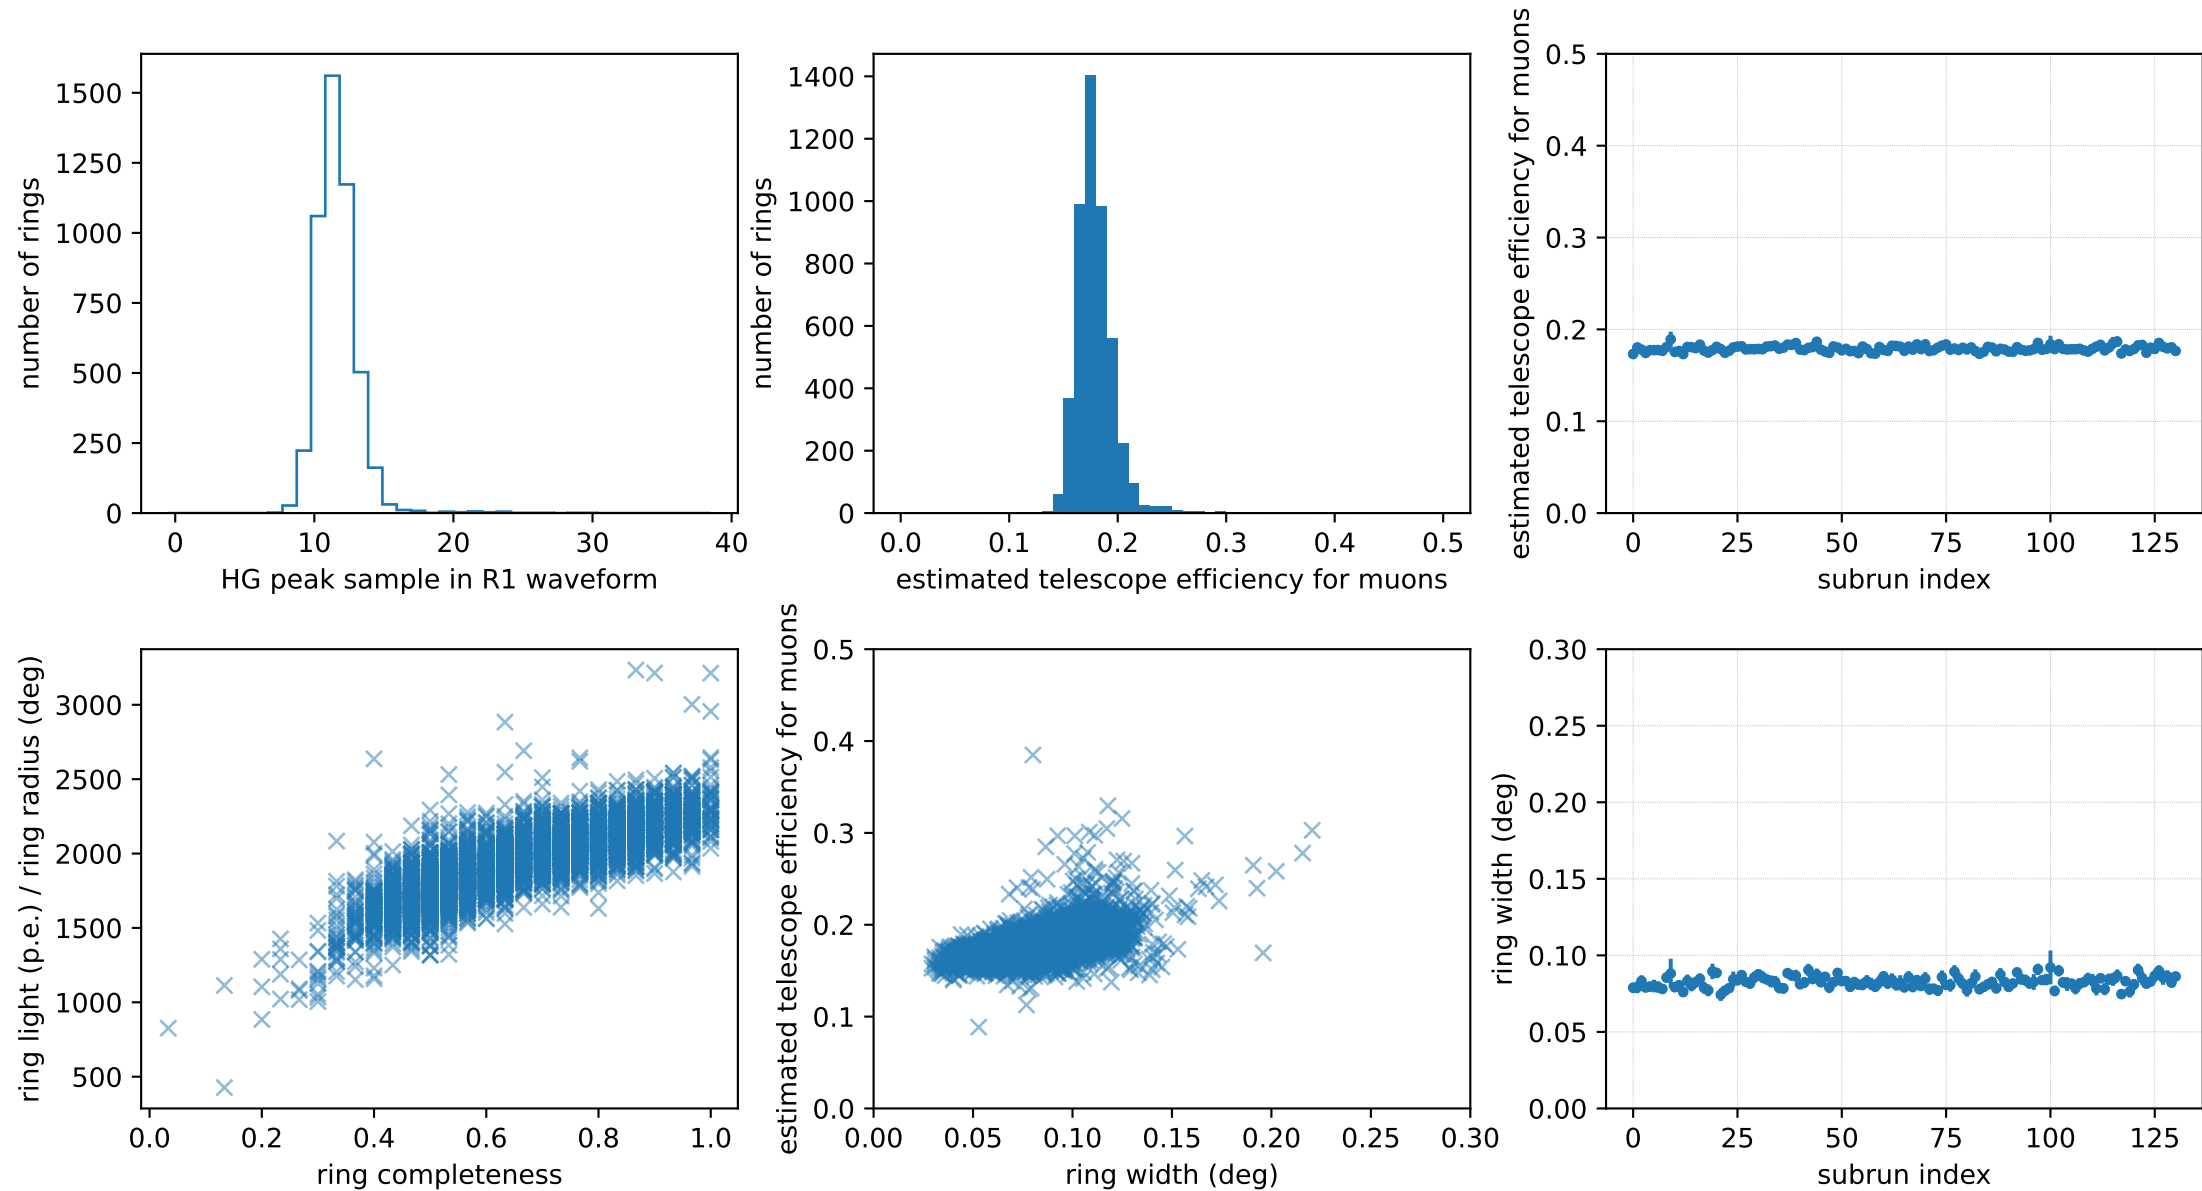 number of rings
1500
1250
1000
750
500
250
0
0 10 20 30 40
HG peak sample in R1 waveform
number of rings
1400
1200
1000
800
600
400
200
0
0.0 0.1 0.2 0.3 0.4 0.5
estimated telescope efficiency for muons
estimated telescope efficiency for muons
0.5
0.4
0.3
0.2
0.1
0.0
0 25 50 75 100 125
subrun index
ring light (p.e.) / ring radius (deg)
3000
2500
2000
1500
1000
500
0.0 0.2 0.4 0.6 0.8 1.0
ring completeness
estimated telescope efficiency for muons
0.5
0.4
0.3
0.2
0.1
0.0
0.00 0.05 0.10 0.15 0.20 0.25 0.30
ring width (deg)
ring width (deg)
0.30
0.25
0.20
0.15
0.10
0.05
0.00
0 25 50 75 100 125
subrun index